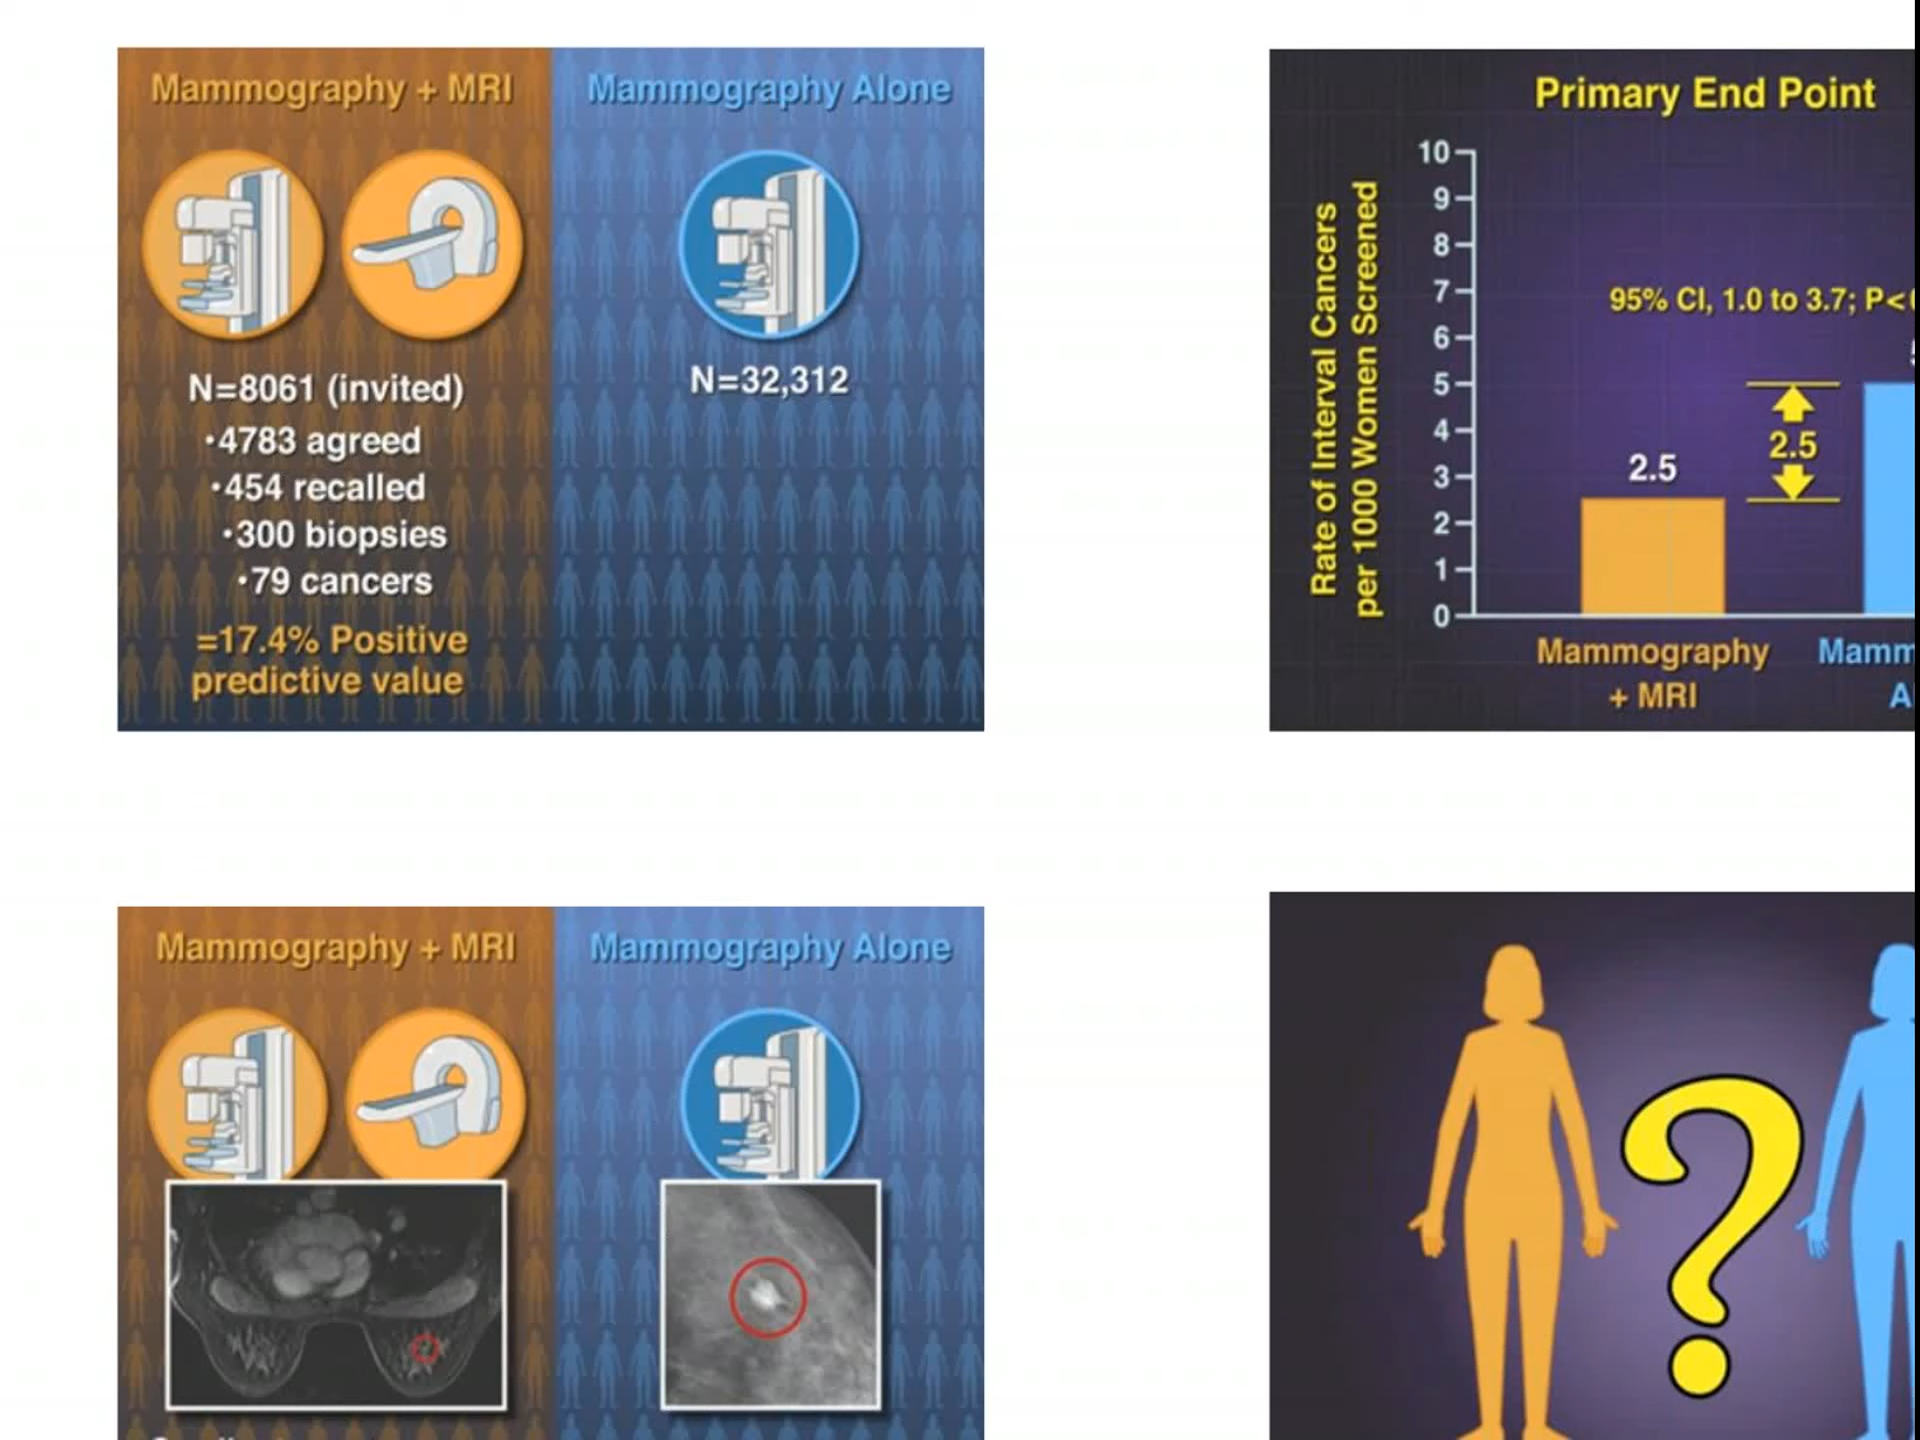 Mammography + MRI
Mammography Alone
N=8061 (invited)
•4783 agreed
•454 recalled
•300 biopsies
•79 cancers
=17.4% Positive
predictive value
N=32,312
Primary End Point
Rate of Interval Cancers
per 1000 Women Screened
10
9
8
7
6
5
4
3
2
1
0
95% CI, 1.0 to 3.7; P<
2.5
2.5
Mammography
+ MRI
Mammography + MRI
Mammography Alone